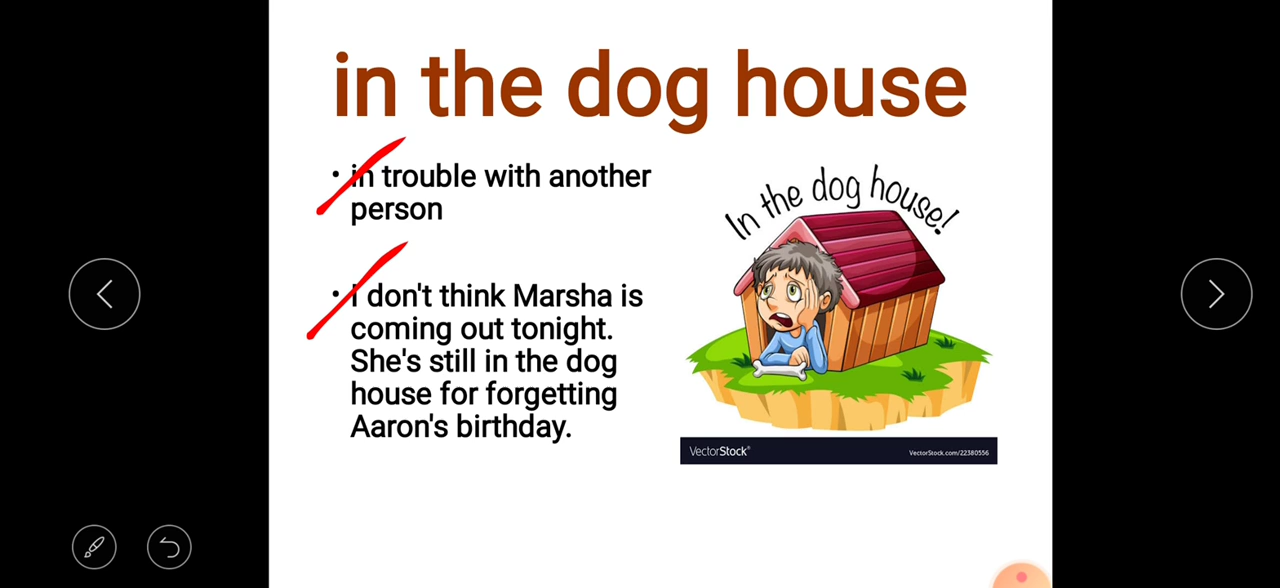 in the dog house
• in trouble with another
person
• I don't think Marsha is
coming out tonight.
She's still in the dog
house for forgetting
Aaron's birthday.
In the dog house!
VectorStock®
VectorStock.com/22380556